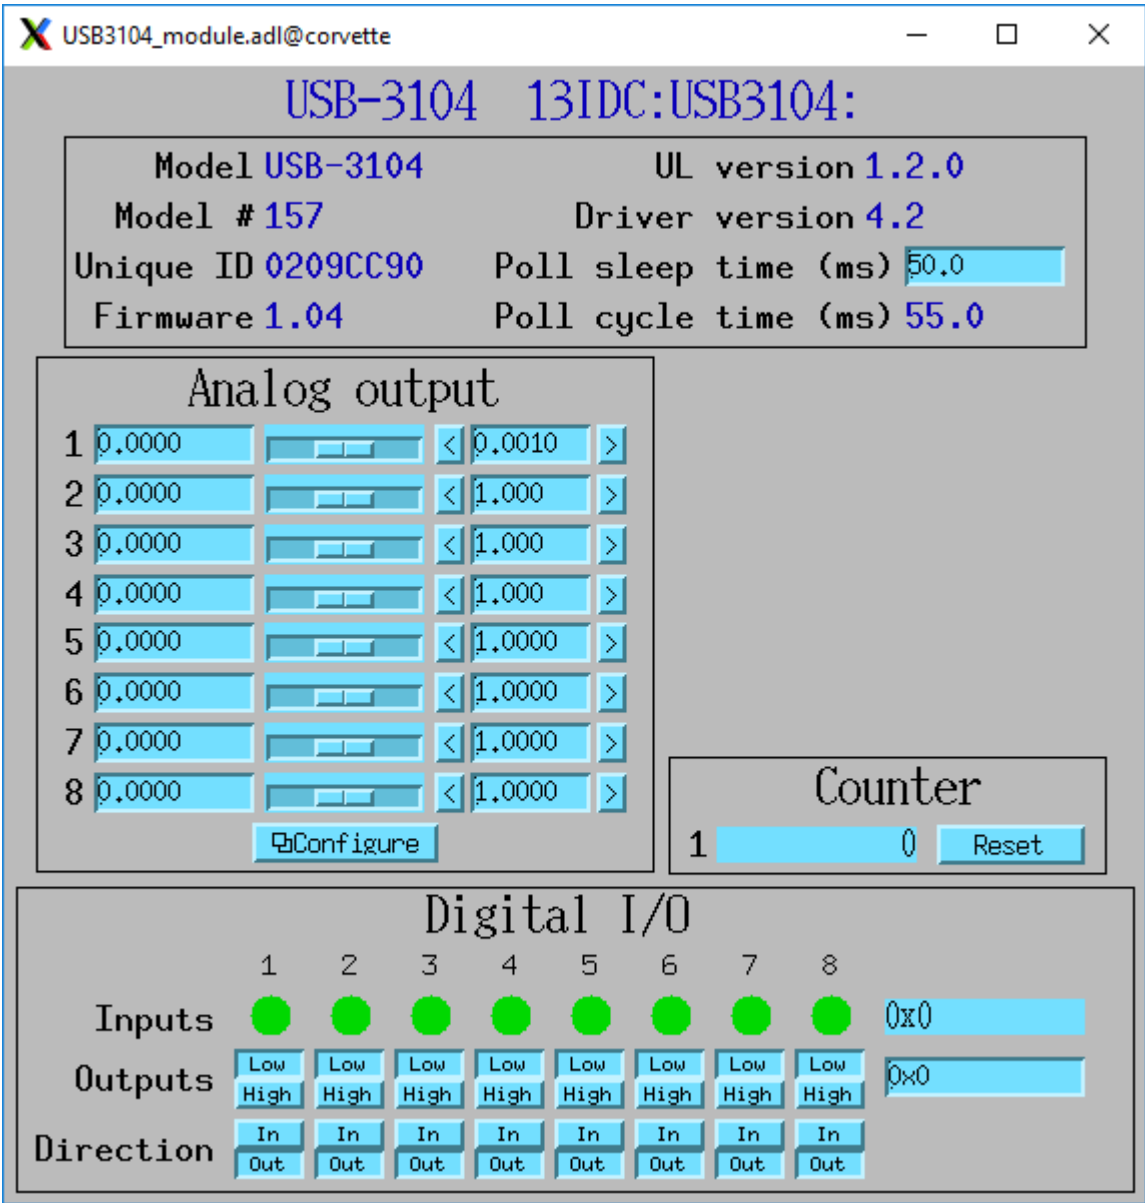 USB3104_module.adl@corvette
USB-3104 13IDC:USB3104:
Model USB-3104 UL version 1.2.0
Model # 157 Driver version 4.2
Unique ID 0209CC90 Poll sleep time (ms) 50.0
Firmware 1.04 Poll cycle time (ms) 55.0
Analog output
1 0.0000 < 0.0010 >
2 0.0000 < 1.000 >
3 0.0000 < 1.000 >
4 0.0000 < 1.000 >
5 0.0000 < 1.0000 >
6 0.0000 < 1.0000 >
7 0.0000 < 1.0000 >
8 0.0000 < 1.0000 >
Configure
Counter
1 0 Reset
Digital I/O
1 2 3 4 5 6 7 8
Inputs 0x0
Low Low Low Low Low Low Low Low
Outputs 0x0
High High High High High High High High
In In In In In In In In
Direction
Out Out Out Out Out Out Out Out